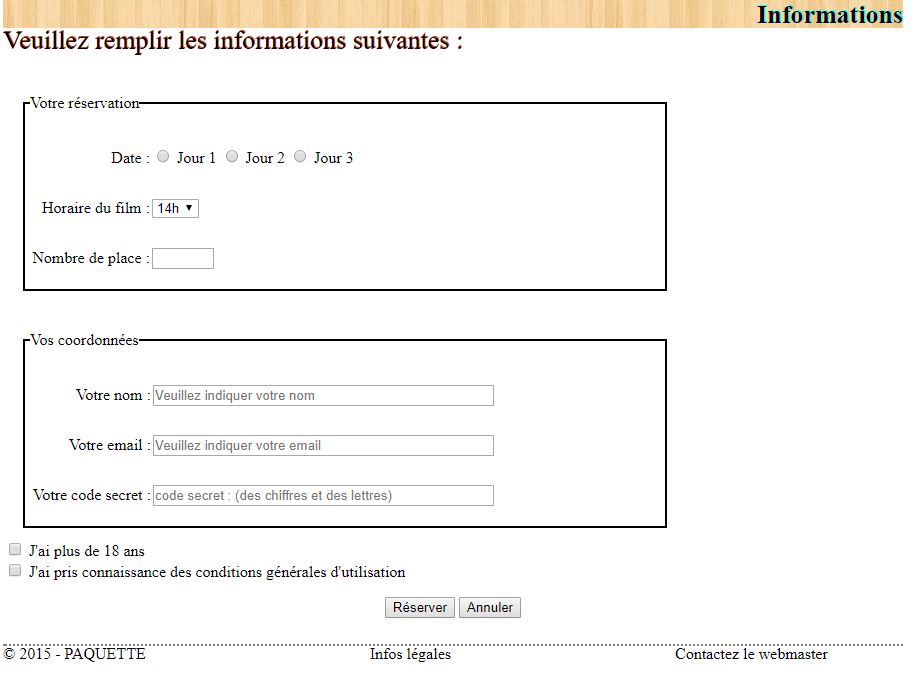 Informations
Veuillez remplir les informations suivantes :
Votre réservation
Date : Jour 1 Jour 2 Jour 3
Horaire du film : 14h
Nombre de place :
Vos coordonnées
Votre nom : Veuillez indiquer votre nom
Votre email : Veuillez indiquer votre email
Votre code secret : code secret : (des chiffres et des lettres)
J'ai plus de 18 ans
J'ai pris connaissance des conditions générales d'utilisation
Réserver Annuler
© 2015 - PAQUETTE Infos légales Contactez le webmaster